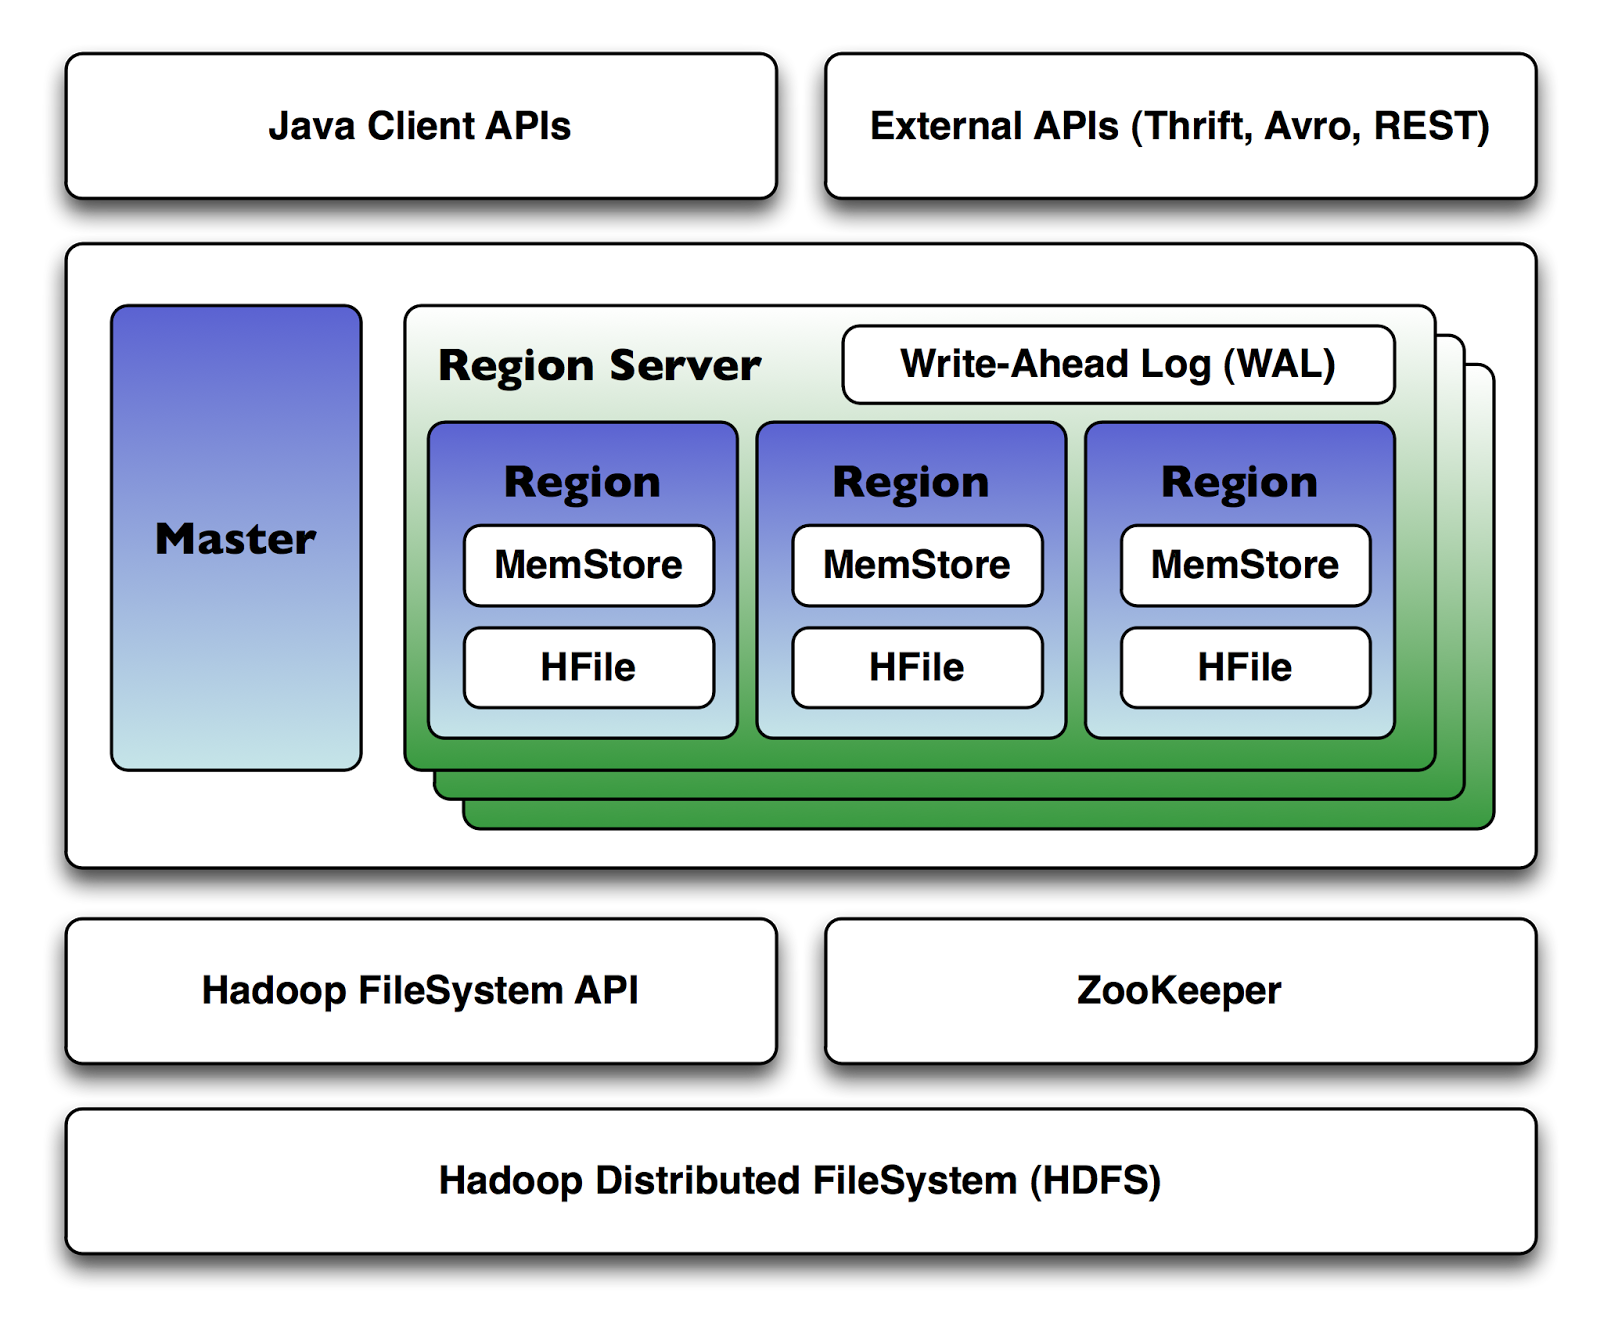 Java Client APIs
External APIs (Thrift, Avro, REST)
Master
Region Server
Write-Ahead Log (WAL)
Region
MemStore
HFile
Region
MemStore
HFile
Region
MemStore
HFile
Hadoop FileSystem API
ZooKeeper
Hadoop Distributed FileSystem (HDFS)